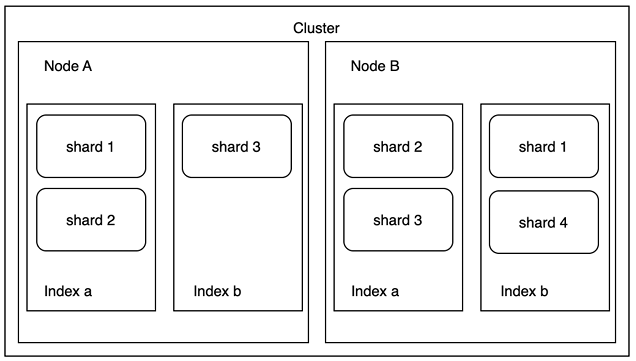 Cluster
Node A
shard 1
shard 2
Index a
shard 3
Index b
Node B
shard 2
shard 3
Index a
shard 1
shard 4
Index b